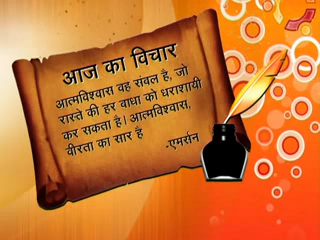 आज का विचार
आत्मविश्वास वह संबल है, जो
रास्ते की हर बाधा को धराशायी
कर सकता है। आत्मविश्वास,
वीरता का सार है
-एमर्सन